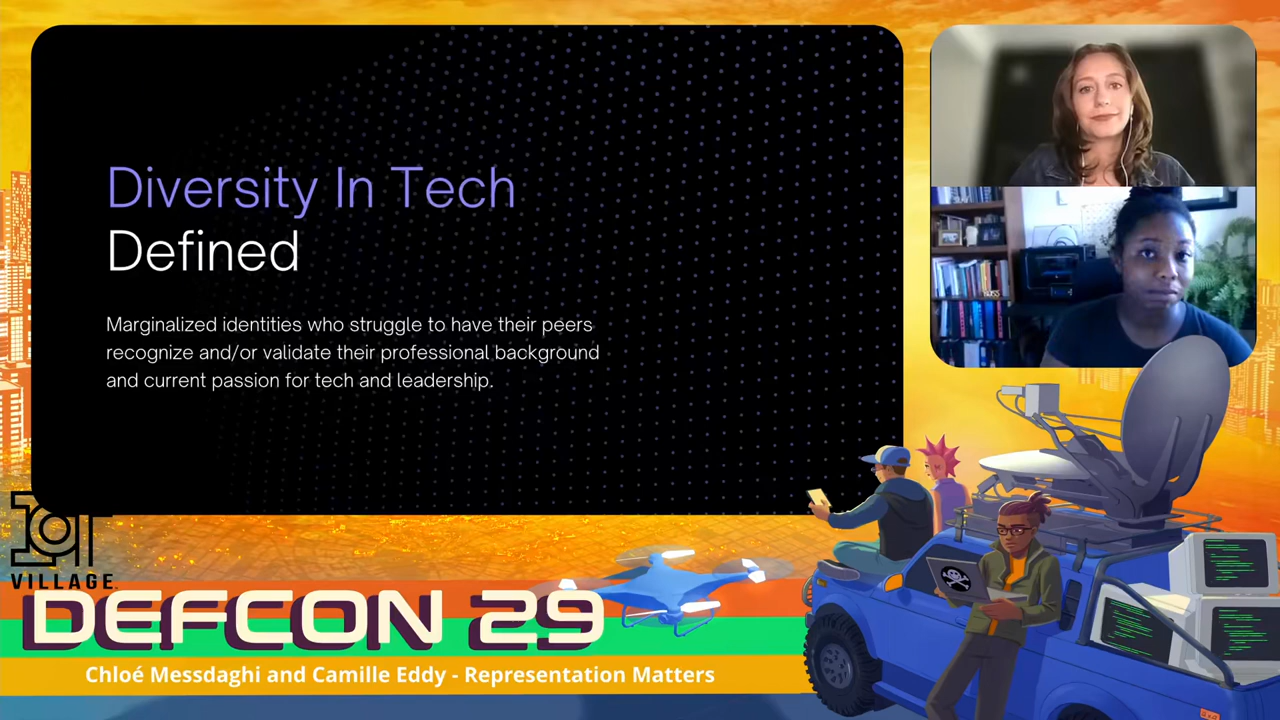 Diversity In Tech
Defined
Marginalized identities who struggle to have their peers
recognize and/or validate their professional background
and current passion for tech and leadership.
101
VILLAGE
DEFCON 29
Chloé Messdaghi and Camille Eddy - Representation Matters